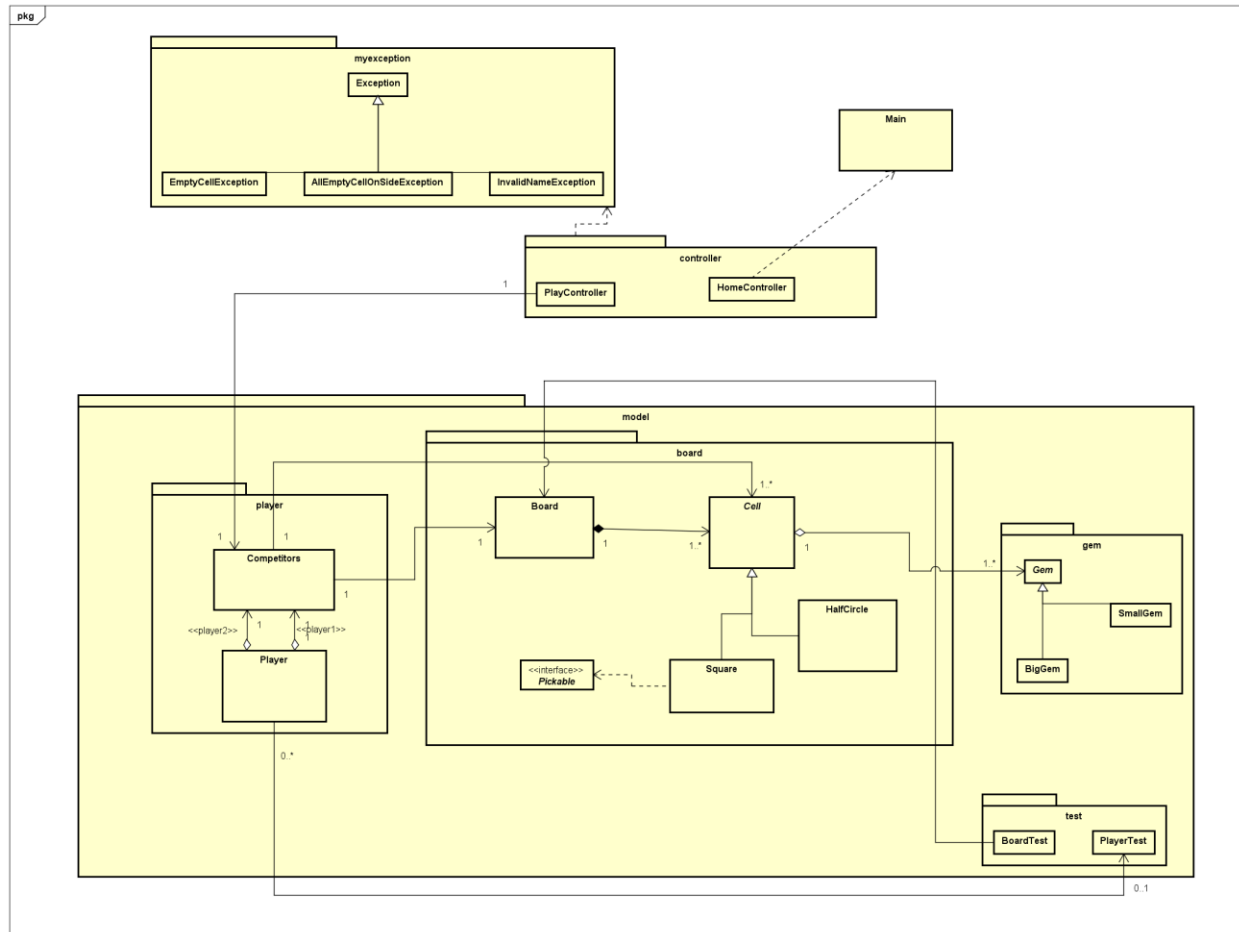 pkg
myexception
Exception
EmptyCellException
AllEmptyCellOnSideException
InvalidNameException
Main
controller
PlayController
HomeController
1
model
board
player
1
1
1..*
Competitors
Board
Cell
1
1
1
1..*
1
1..*
gem
Gem
SmallGem
BigGem
<<player2>>
1
<<player1>>
1
1
Player
HalfCircle
Square
<<interface>>
Pickable
0..*
test
BoardTest
PlayerTest
0..1